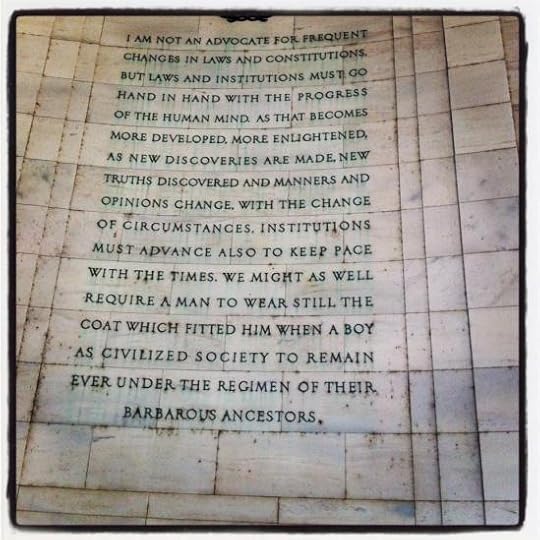 I AM NOT AN ADVOCATE FOR FREQUENT
CHANGES IN LAWS AND CONSTITUTIONS.
BUT LAWS AND INSTITUTIONS MUST GO
HAND IN HAND WITH THE PROGRESS
OF THE HUMAN MIND. AS THAT BECOMES
MORE DEVELOPED, MORE ENLIGHTENED,
AS NEW DISCOVERIES ARE MADE, NEW
TRUTHS DISCOVERED AND MANNERS AND
OPINIONS CHANGE, WITH THE CHANGE
OF CIRCUMSTANCES, INSTITUTIONS
MUST ADVANCE ALSO TO KEEP PACE
WITH THE TIMES. WE MIGHT AS WELL
REQUIRE A MAN TO WEAR STILL THE
COAT WHICH FITTED HIM WHEN A BOY
AS CIVILIZED SOCIETY TO REMAIN
EVER UNDER THE REGIMEN OF THEIR
BARBAROUS ANCESTORS.